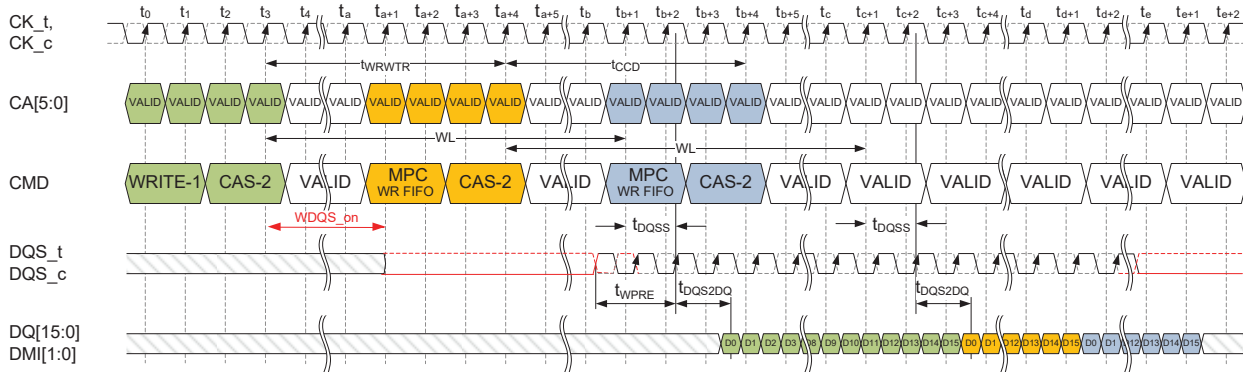 CK_t,
CK_c
t0 t1 t2 t3 t4 ta ta+1 ta+2 ta+3 ta+4 ta+5 tb tb+1 tb+2 tb+3 tb+4 tb+5 tc tc+1 tc+2 tc+3 tc+4 td td+1 td+2 te te+1 te+2
tWRWTR tCCD
CA[5:0] VALID VALID VALID VALID VALID VALID VALID VALID VALID VALID VALID VALID VALID VALID VALID VALID VALID VALID VALID VALID VALID VALID VALID VALID VALID VALID VALID VALID
WL
WL
CMD WRITE-1 CAS-2 VALID MPC WR FIFO CAS-2 VALID MPC WR FIFO CAS-2 VALID VALID VALID VALID VALID VALID
WDQS_on tDQSS tDQSS
DQS_t
DQS_c
tWPRE tDQS2DQ tDQS2DQ
DQ[15:0]
DMI[1:0]
D0 D1 D2 D3 D8 D9 D10 D11 D12 D13 D14 D15 D0 D1 D12 D13 D14 D15 D0 D1 D12 D13 D14 D15